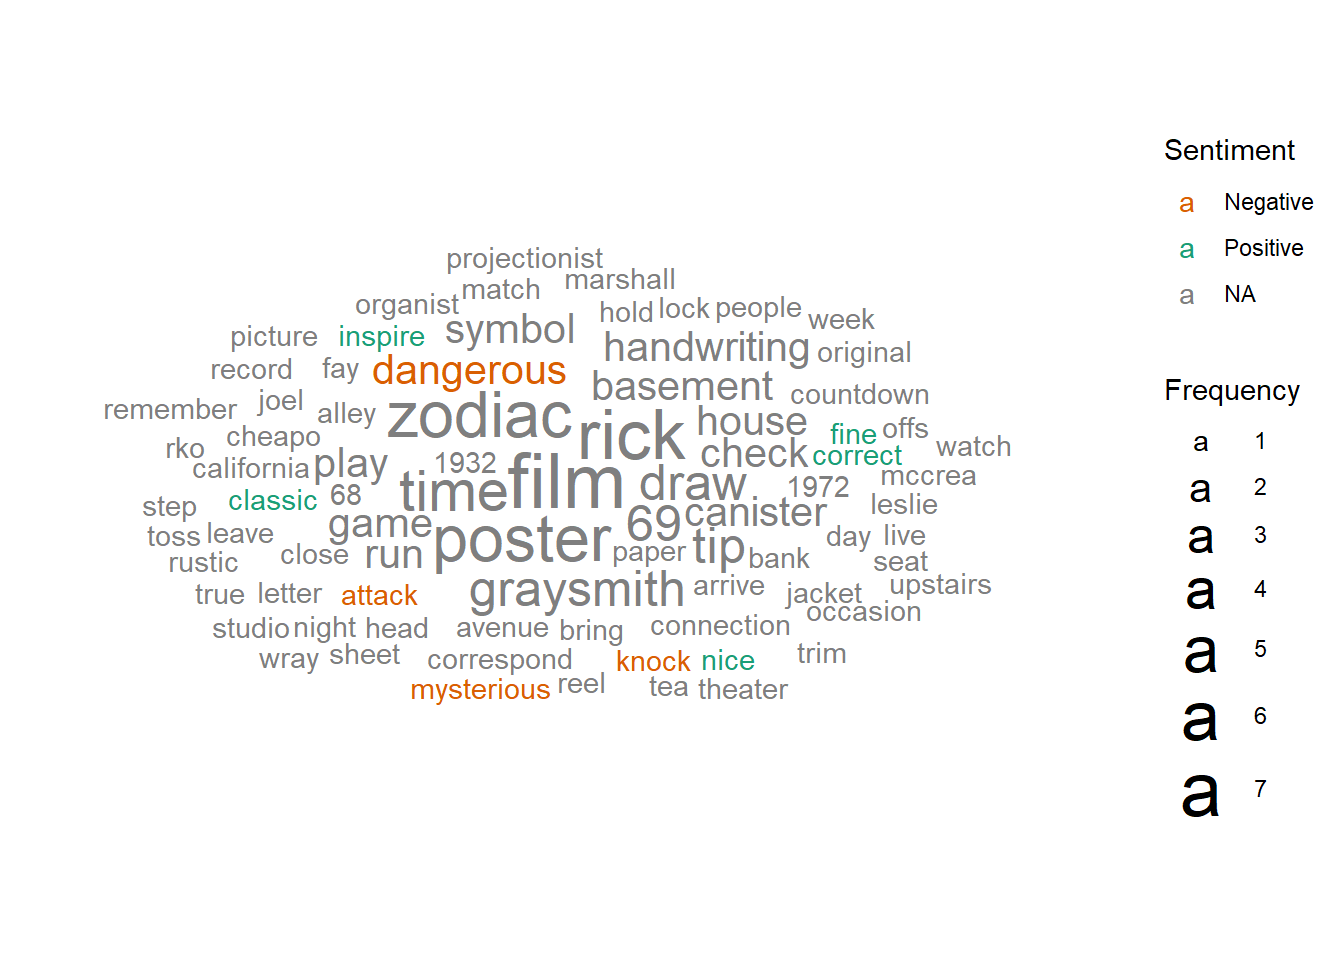 projectionist
match marshall
organist hold lock people week
picture inspire symbol handwriting original
record fay dangerous basement countdown
remember joel alley zodiac rick house fine offs
rko cheapo california play 1932 time film draw check correct watch
step classic 68 game poster 69 canister 1972 mccrea leslie
toss leave run paper tip bank day live
rustic close graysmith arrive jacket seat upstairs
true letter attack occasion
studio night head avenue bring connection
wray sheet correspond knock nice trim
mysterious reel tea theater
Sentiment
a Negative
a Positive
a NA
Frequency
a 1
a 2
a 3
a 4
a 5
a 6
a 7